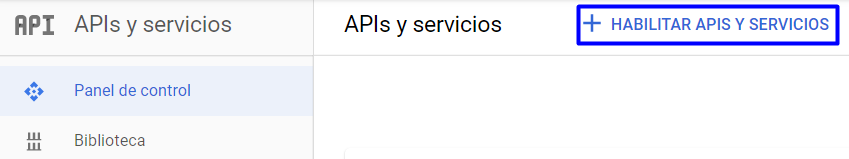 API APIs y servicios
APIs y servicios
+ HABILITAR APIS Y SERVICIOS
Panel de control
Biblioteca